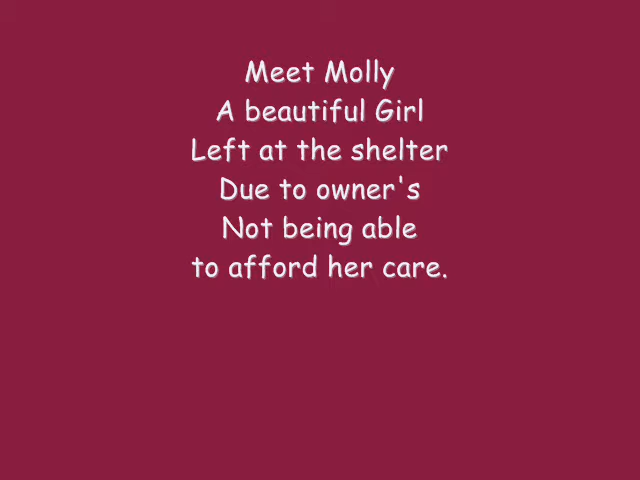 Meet Molly
A beautiful Girl
Left at the shelter
Due to owner's
Not being able
to afford her care.